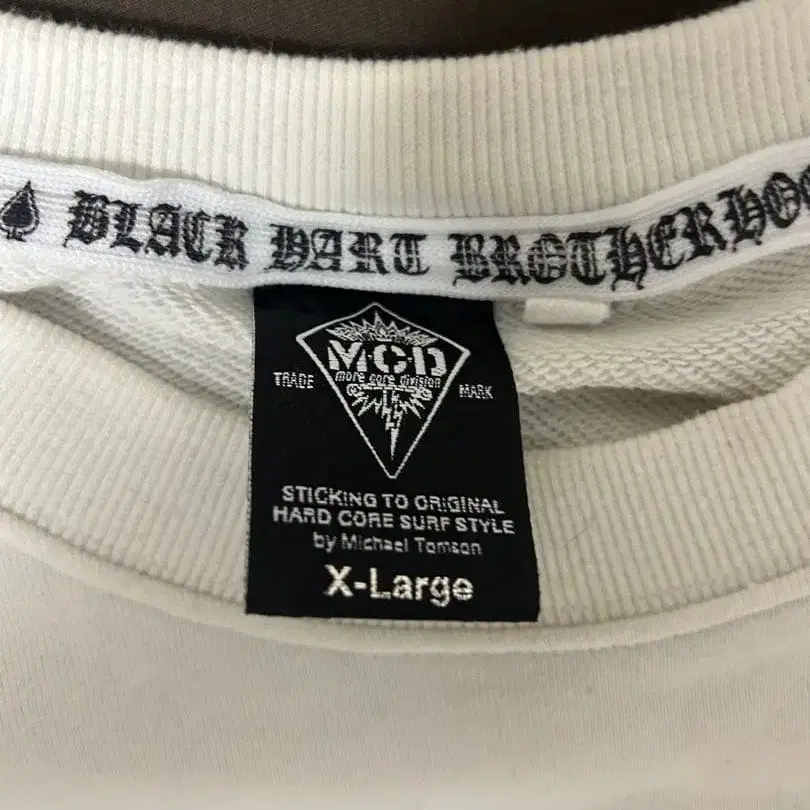 BLACK HART BROTHERHOO
M·C·D
more core division
TRADE MARK
STICKING TO ORIGINAL
HARD CORE SURF STYLE
by Michael Tomson
X-Large